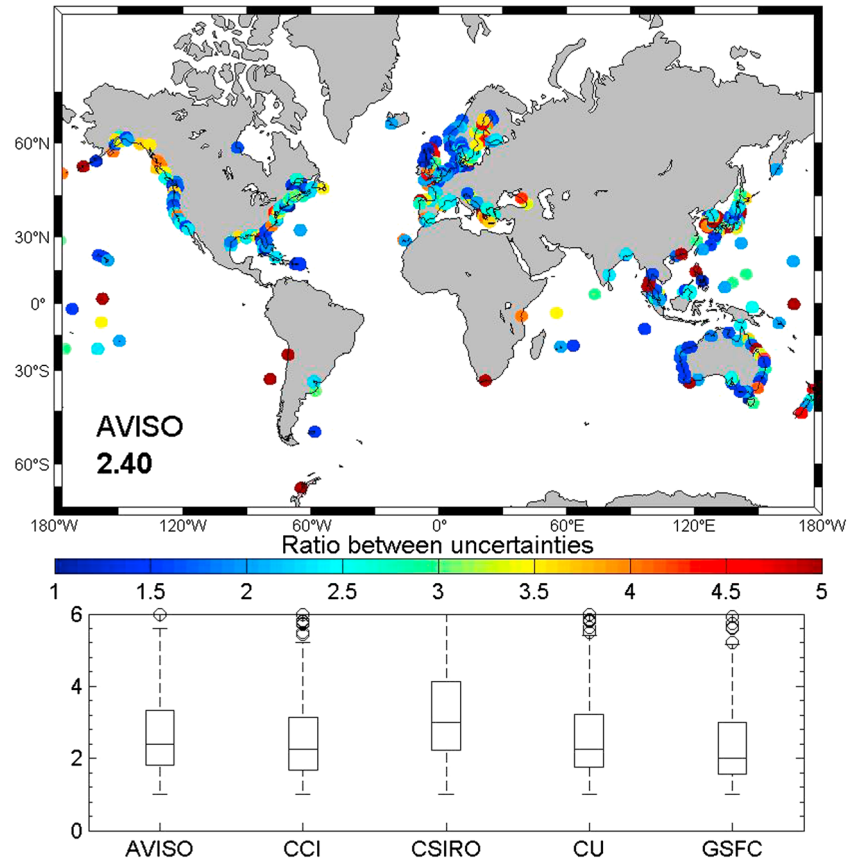 60°N
30°N
0°
30°S
60°S
AVISO
2.40
180°W 120°W 60°W 0° 60°E 120°E 180°W
Ratio between uncertainties
1 1.5 2 2.5 3 3.5 4 4.5 5
6
4
2
0
AVISO CCI CSIRO CU GSFC